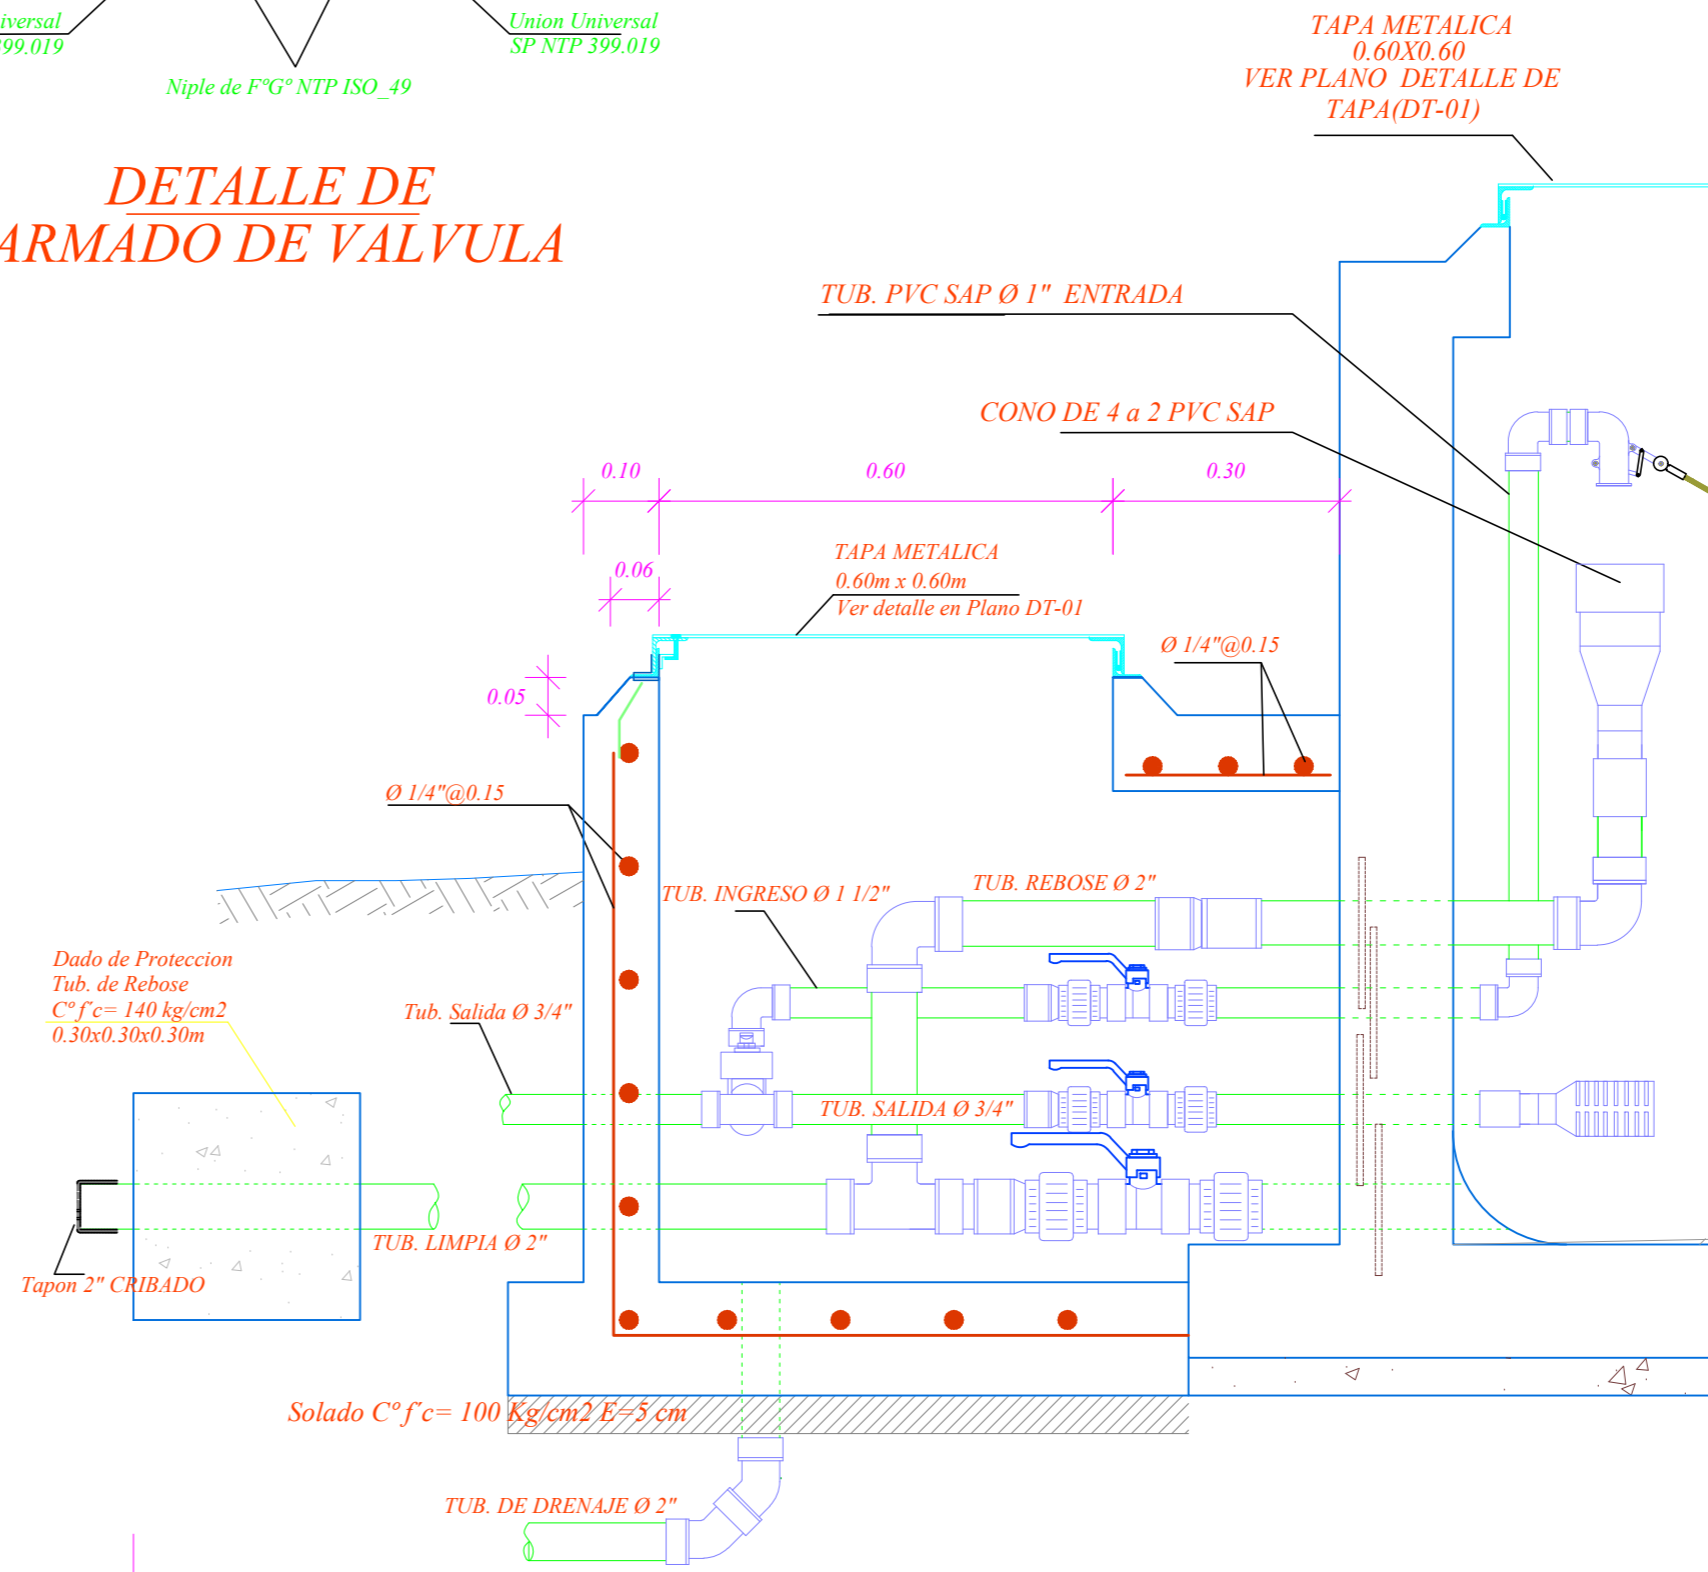 Union Universal
SP NTP 399.019
Niple de FºGº NTP ISO_49
DETALLE DE
ARMADO DE VALVULA
TAPA METALICA
0.60X0.60
VER PLANO DETALLE DE
TAPA(DT-01)
TUB. PVC SAP Ø 1" ENTRADA
CONO DE 4 a 2 PVC SAP
0.10
0.60
0.30
0.06
TAPA METALICA
0.60m x 0.60m
Ver detalle en Plano DT-01
Ø 1/4"@0.15
0.05
Ø 1/4"@0.15
TUB. INGRESO Ø 1 1/2"
TUB. REBOSE Ø 2"
Dado de Proteccion
Tub. de Rebose
Cº f´c= 140 kg/cm2
0.30x0.30x0.30m
Tub. Salida Ø 3/4"
TUB. SALIDA Ø 3/4"
TUB. LIMPIA Ø 2"
Tapon 2" CRIBADO
Solado Cº f´c= 100 Kg/cm2 E=5 cm
TUB. DE DRENAJE Ø 2"